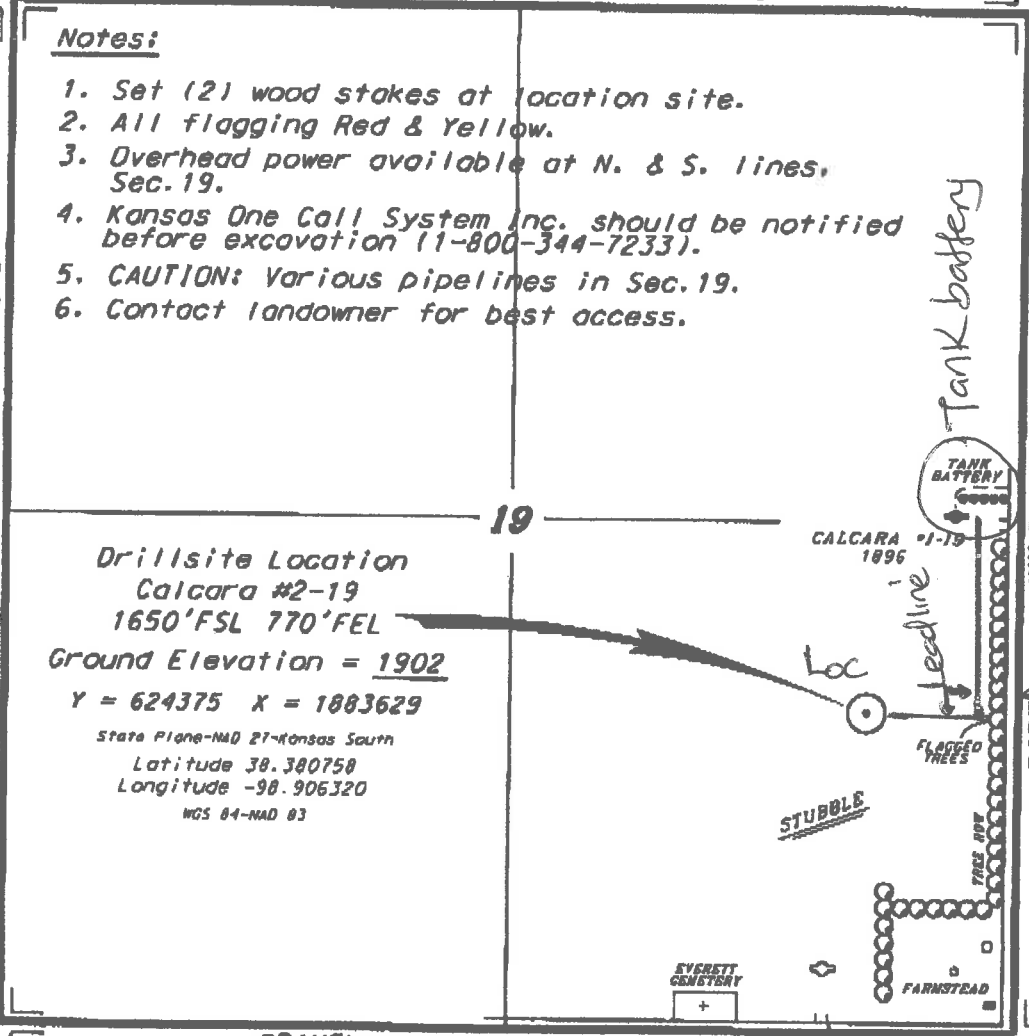 Notes:
1. Set (2) wood stakes at location site.
2. All flagging Red & Yellow.
3. Overhead power available at N. & S. lines, Sec. 19.
4. Kansas One Call System Inc. should be notified
before excavation (1-800-344-7233).
5. CAUTION: Various pipelines in Sec. 19.
6. Contact landowner for best access.
Tank battery
TANK
BATTERY
19
CALCARA #1-19
1896
Drillsite Location
Calcara #2-19
1650'FSL 770'FEL
Ground Elevation = 1902
Y = 624375 X = 1883629
State Plane-NAD 27-Kansas South
Latitude 38.380758
Longitude -98.906320
WGS 84-NAD 83
Loc
Leadline
FLAGGED
TREES
STUBBLE
TREE ROW
EVERETT
CEMETERY
FARMSTEAD